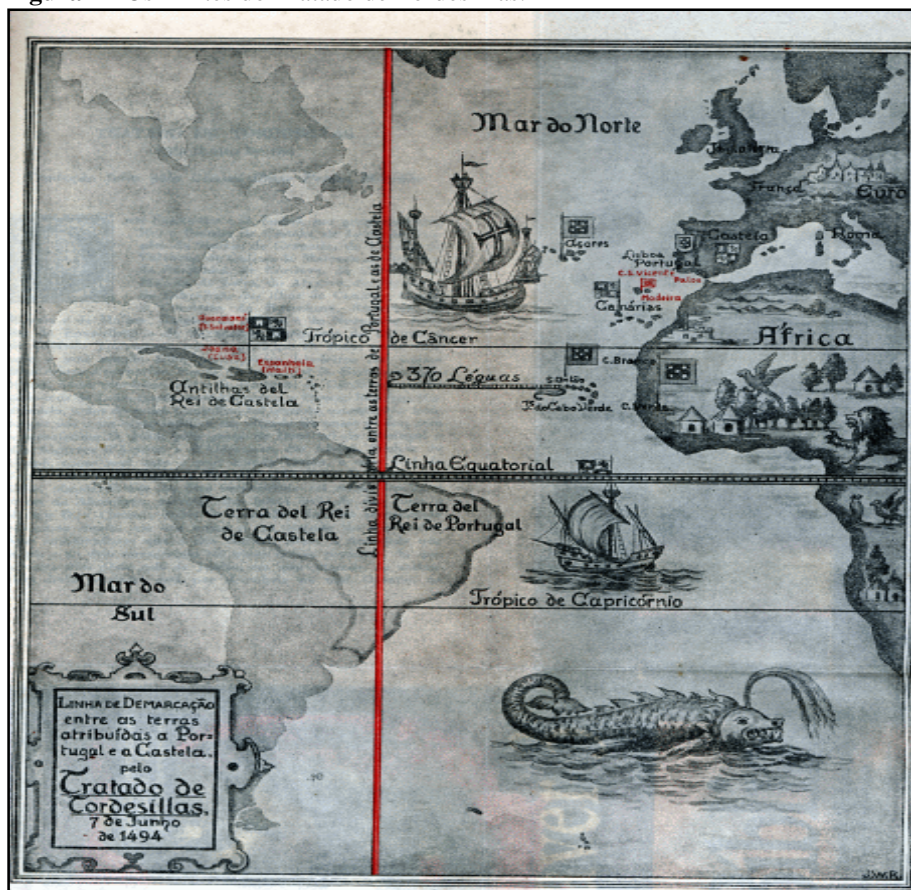 Mar do Norte
França
Euro
Açores
Lisboa
Portugal
Castela
Roma
C.S. Vicente
Palos
Madeira
Canárias
Trópico de Câncer
África
Espanhola
(Haiti)
Antilhas del
Rei de Castela
370 Léguas
C. Branco
C. Verde
Linha Equatorial
Linha divisória entre as terras de Portugal e as de Castela
Terra del Rei
de Castela
Terra del
Rei de Portugal
Mar do
Sul
Trópico de Capricórnio
LINHA DE DEMARCAÇÃO
entre as terras
atribuídas a Por=
tugal e a Castela.
pelo
Tratado de
Tordesillas.
7 de Junho
de 1494